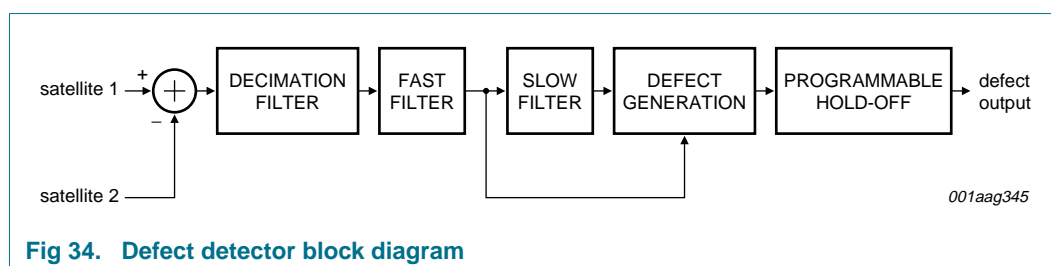 satellite 1
+
−
satellite 2
DECIMATION
FILTER
FAST
FILTER
SLOW
FILTER
DEFECT
GENERATION
PROGRAMMABLE
HOLD-OFF
defect
output
001aag345
Fig 34. Defect detector block diagram